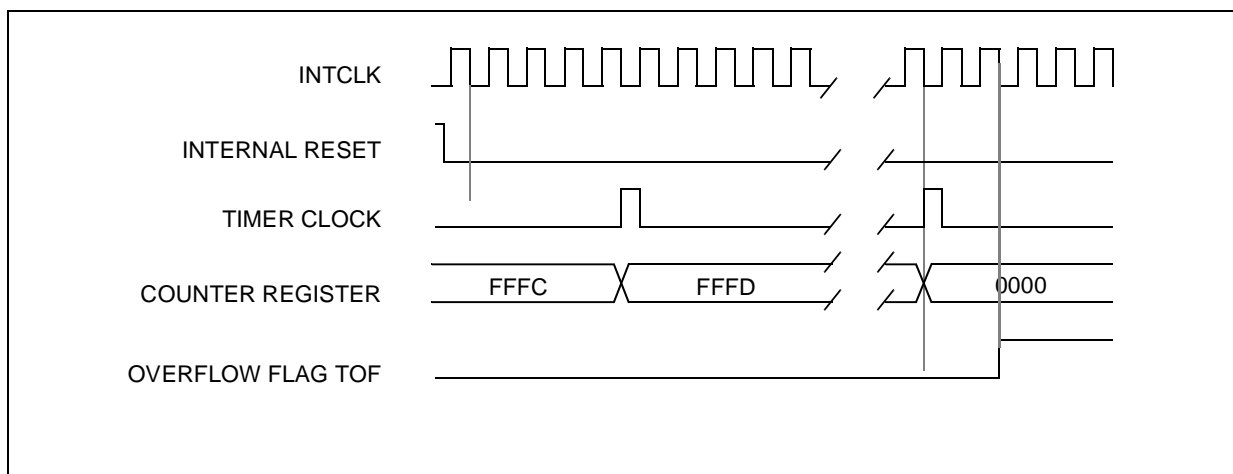 INTCLK
INTERNAL RESET
TIMER CLOCK
COUNTER REGISTER FFFC FFFD 0000
OVERFLOW FLAG TOF